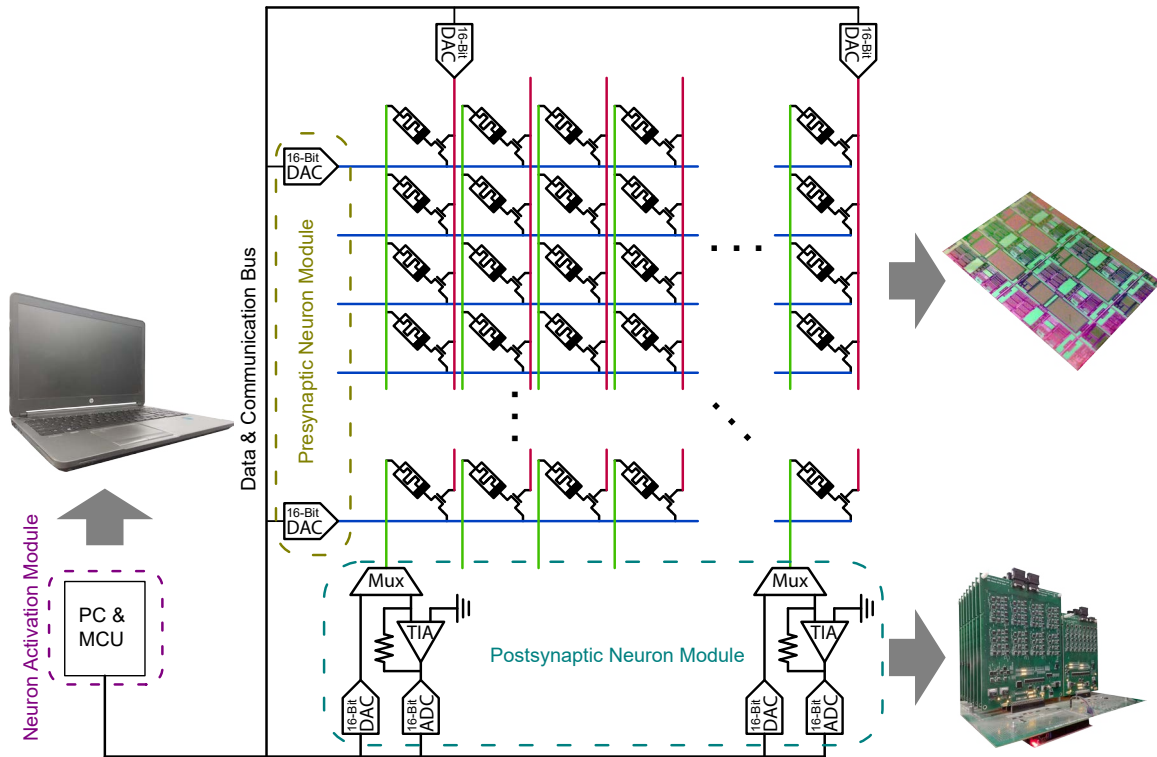 16-Bit
DAC
16-Bit
DAC
16-Bit
DAC
Data & Communication Bus
Presynaptic Neuron Module
16-Bit
DAC
Neuron Activation Module
PC &
MCU
Mux
TIA
16-Bit
DAC
16-Bit
ADC
Postsynaptic Neuron Module
Mux
TIA
16-Bit
DAC
16-Bit
ADC